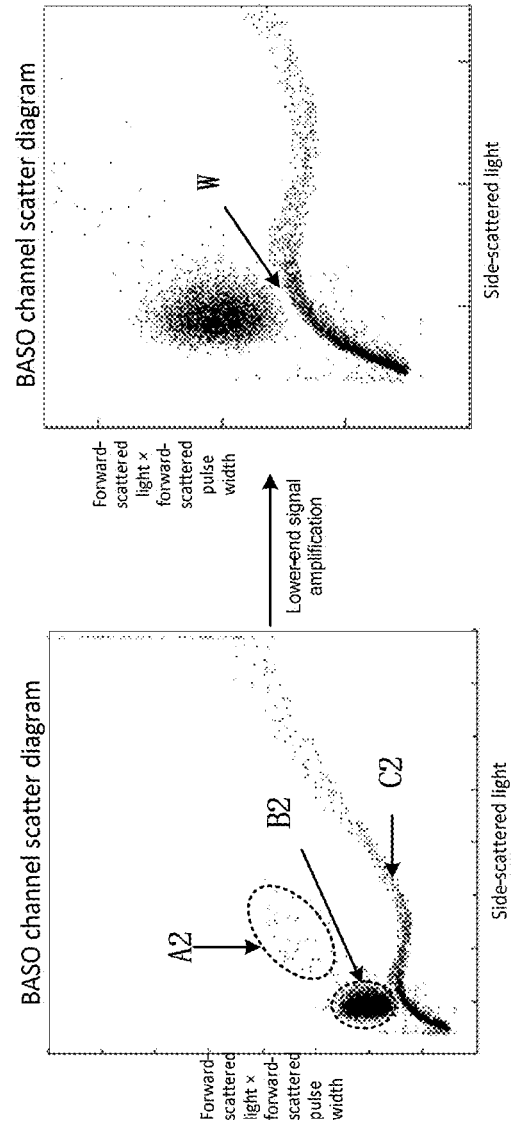 BASO channel scatter diagram
Forward-
scattered
light ×
forward-
scattered
pulse
width
A2
B2
C2
Side-scattered light
Lower-end signal
amplification
BASO channel scatter diagram
Forward-
scattered
light ×
forward-
scattered
pulse
width
W
Side-scattered light